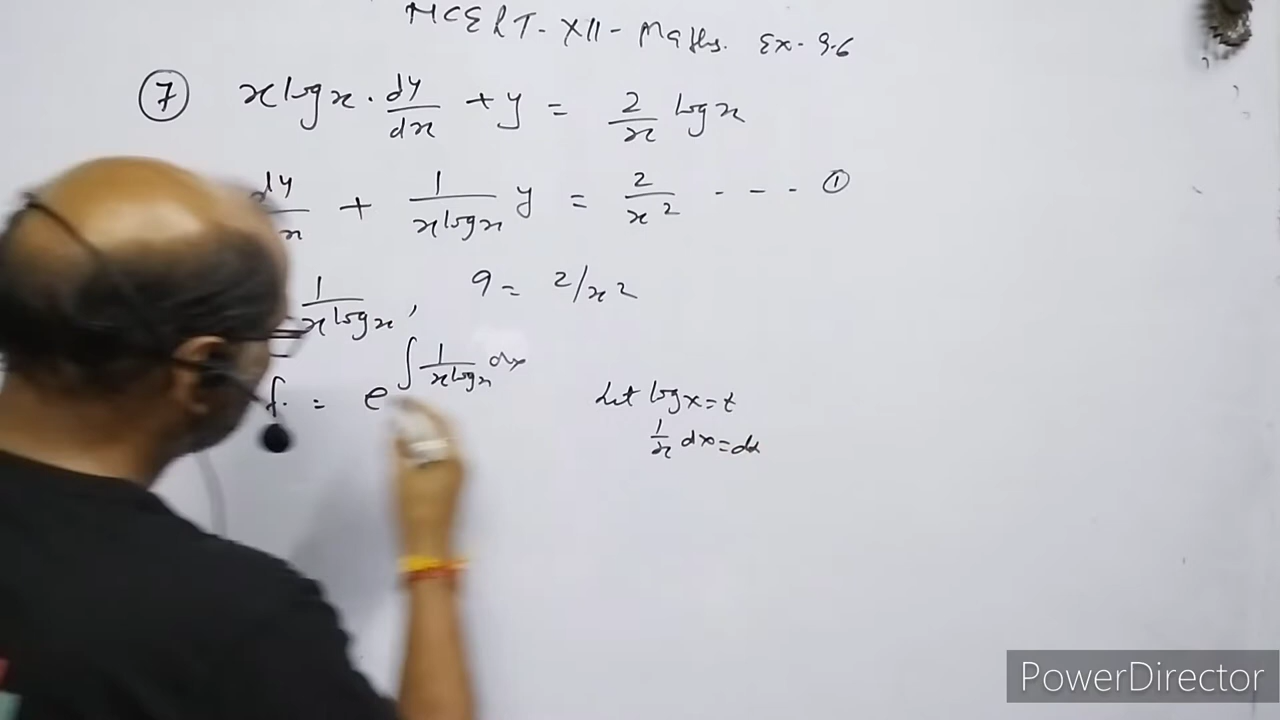 NCERT - XII - Maths. Ex - 9.6
⑦ x log x · dy/dx + y = 2/x log x
dy/x + 1/(x log x) y = 2/x² - - - ①
1/(x log x), Q = 2/x²
f. = e^∫ 1/(x log x) dx
Let log x = t
1/x dx = dt
PowerDirector